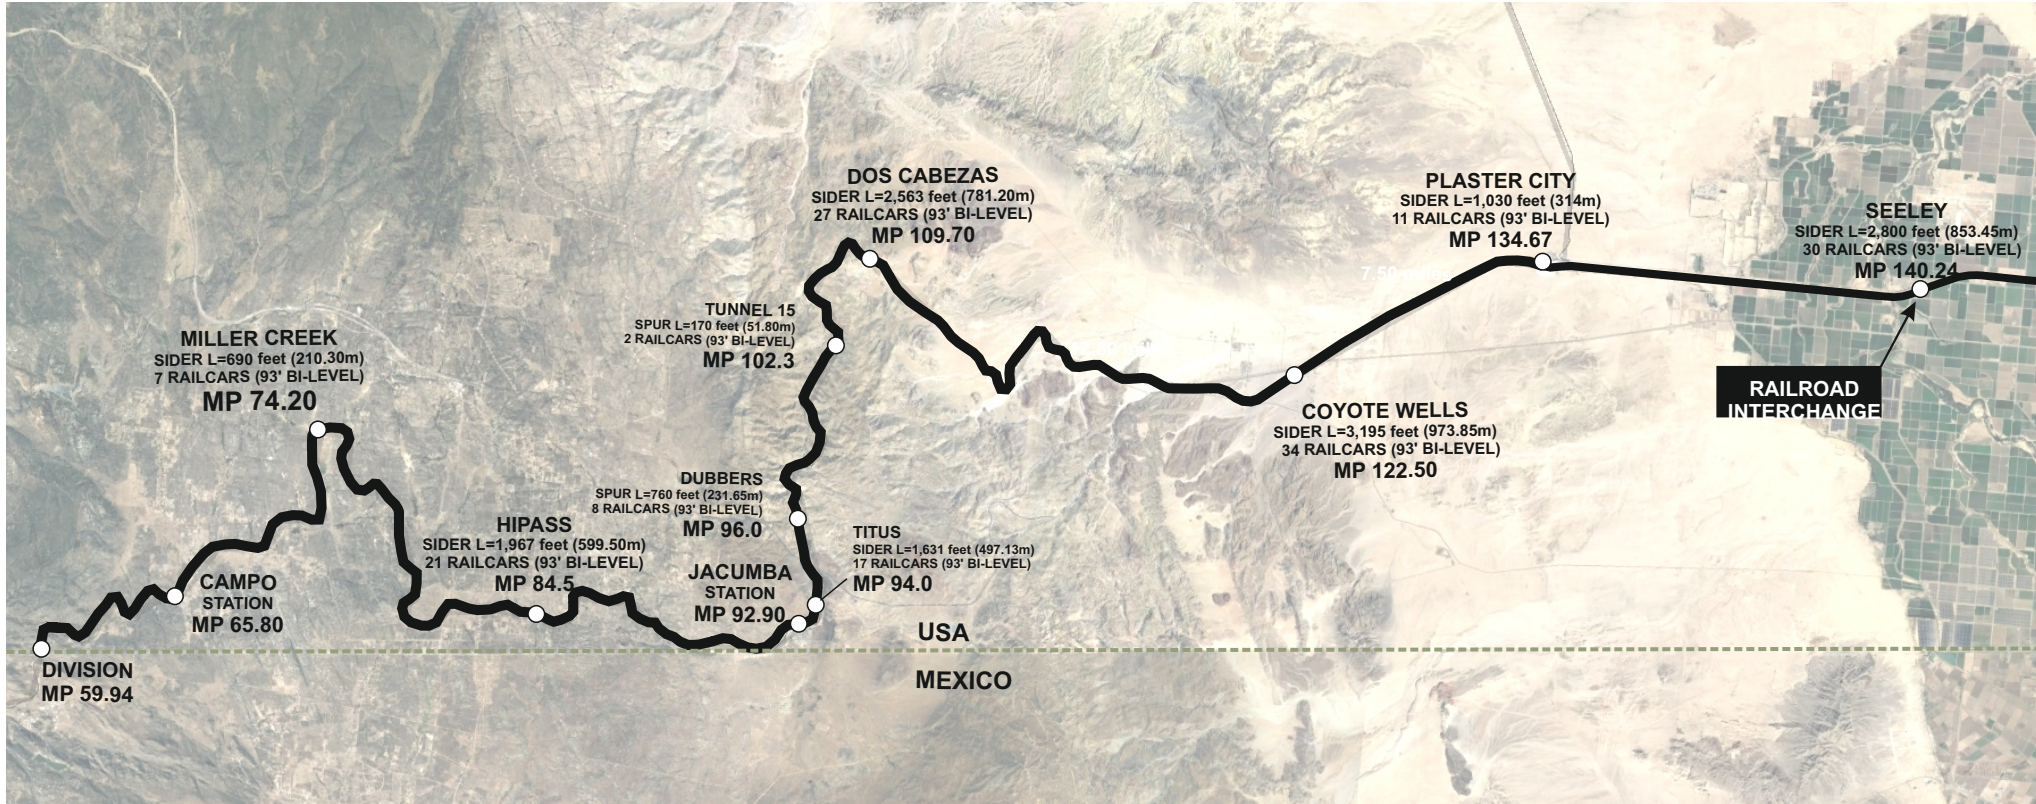 DOS CABEZAS
SIDER L=2,563 feet (781.20m)
27 RAILCARS (93' BI-LEVEL)
MP 109.70
PLASTER CITY
SIDER L=1,030 feet (314m)
11 RAILCARS (93' BI-LEVEL)
MP 134.67
SEELEY
SIDER L=2,800 feet (853.45m)
30 RAILCARS (93' BI-LEVEL)
MP 140.24
7.50 miles
TUNNEL 15
SPUR L=170 feet (51.80m)
2 RAILCARS (93' BI-LEVEL)
MP 102.3
MILLER CREEK
SIDER L=690 feet (210.30m)
7 RAILCARS (93' BI-LEVEL)
MP 74.20
RAILROAD
INTERCHANGE
COYOTE WELLS
SIDER L=3,195 feet (973.85m)
34 RAILCARS (93' BI-LEVEL)
MP 122.50
DUBBERS
SPUR L=760 feet (231.65m)
8 RAILCARS (93' BI-LEVEL)
MP 96.0
HIPASS
SIDER L=1,967 feet (599.50m)
21 RAILCARS (93' BI-LEVEL)
MP 84.5
TITUS
SIDER L=1,631 feet (497.13m)
17 RAILCARS (93' BI-LEVEL)
MP 94.0
JACUMBA
STATION
MP 92.90
CAMPO
STATION
MP 65.80
USA
MEXICO
DIVISION
MP 59.94